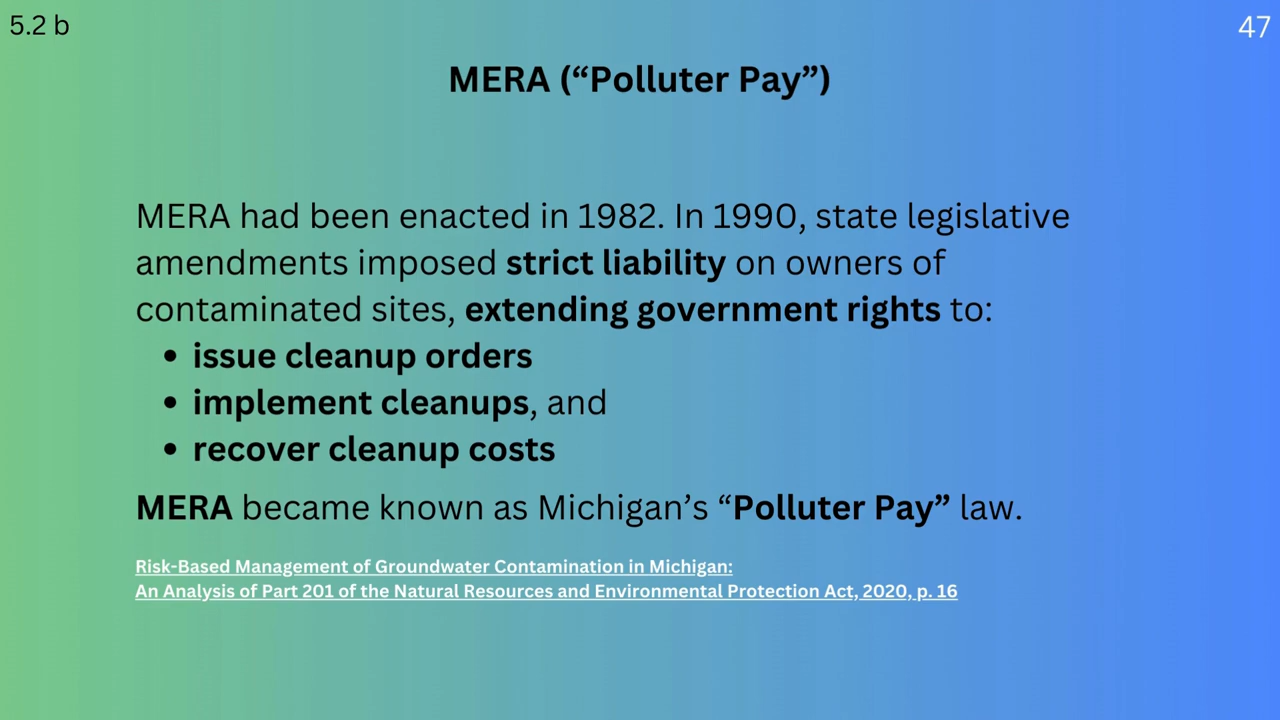 5.2 b
47
MERA (“Polluter Pay”)
MERA had been enacted in 1982. In 1990, state legislative
amendments imposed strict liability on owners of
contaminated sites, extending government rights to:
• issue cleanup orders
• implement cleanups, and
• recover cleanup costs
MERA became known as Michigan’s “Polluter Pay” law.
Risk-Based Management of Groundwater Contamination in Michigan:
An Analysis of Part 201 of the Natural Resources and Environmental Protection Act, 2020, p. 16